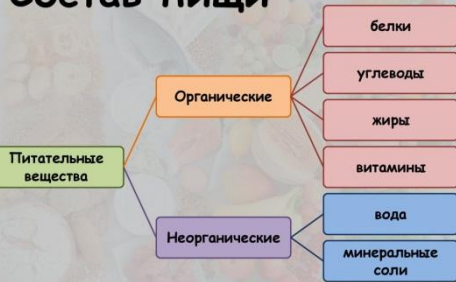 Состав пищи
Питательные
вещества
Органические
белки
углеводы
жиры
витамины
Неорганические
вода
минеральные
соли